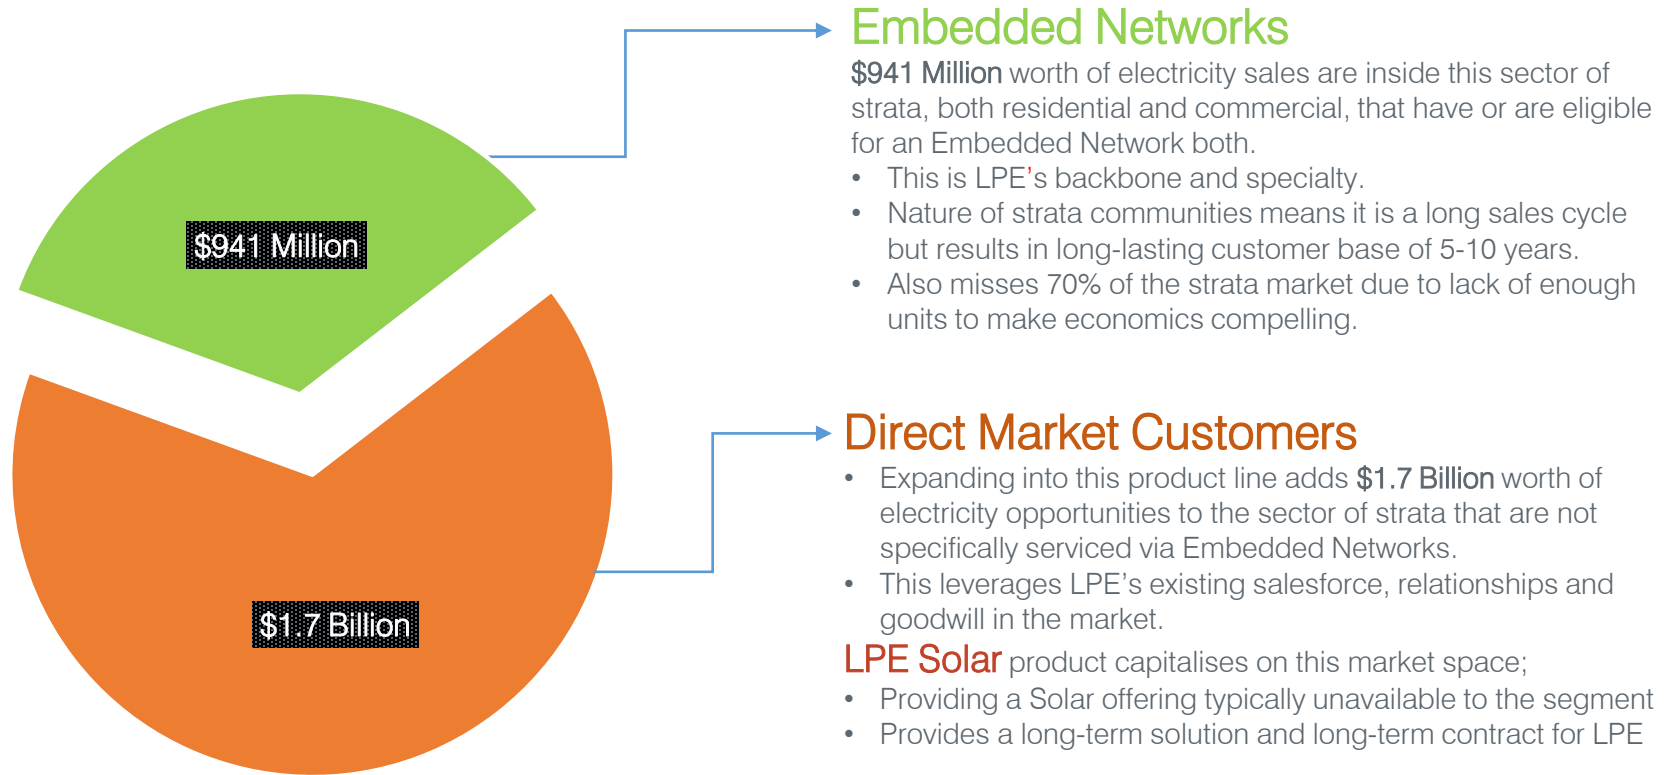 Embedded Networks
$941 Million worth of electricity sales are inside this sector of
strata, both residential and commercial, that have or are eligible
for an Embedded Network both.
• This is LPE’s backbone and specialty.
• Nature of strata communities means it is a long sales cycle
but results in long-lasting customer base of 5-10 years.
• Also misses 70% of the strata market due to lack of enough
units to make economics compelling.
$941 Million
Direct Market Customers
• Expanding into this product line adds $1.7 Billion worth of
electricity opportunities to the sector of strata that are not
specifically serviced via Embedded Networks.
• This leverages LPE’s existing salesforce, relationships and
goodwill in the market.
LPE Solar product capitalises on this market space;
• Providing a Solar offering typically unavailable to the segment
• Provides a long-term solution and long-term contract for LPE
$1.7 Billion